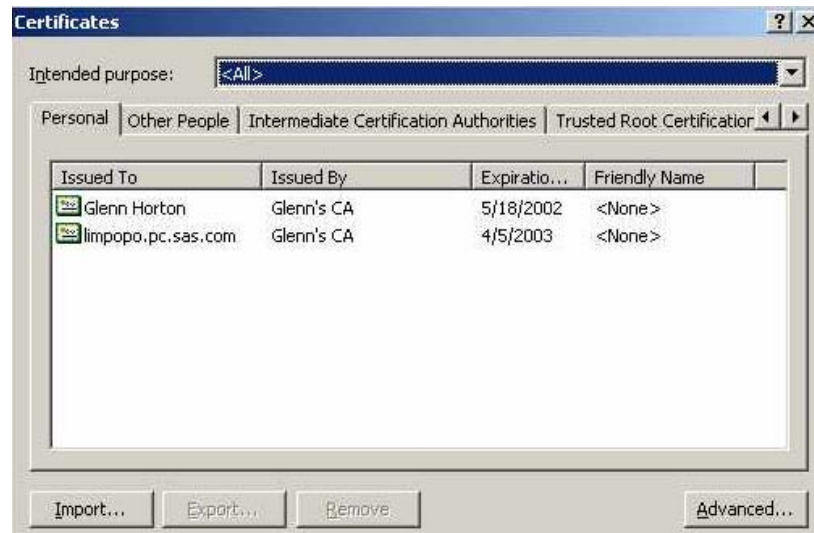 Certificates
Intended purpose: <All>
Personal Other People Intermediate Certification Authorities Trusted Root Certification
Issued To Issued By Expiratio... Friendly Name
Glenn Horton Glenn's CA 5/18/2002 <None>
limpopo.pc.sas.com Glenn's CA 4/5/2003 <None>
Import... Export... Remove Advanced...